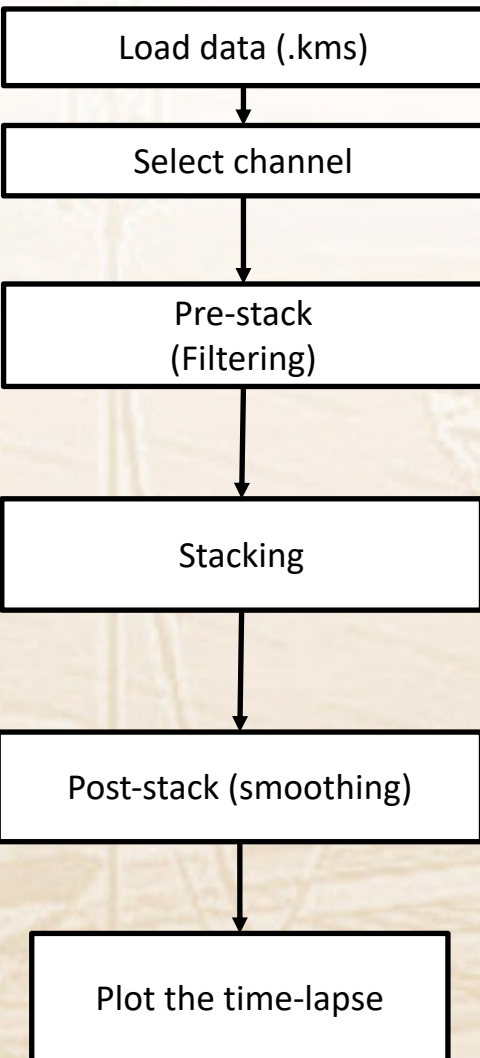 Load data (.kms)
Select channel
Pre-stack
(Filtering)
Stacking
Post-stack (smoothing)
Plot the time-lapse